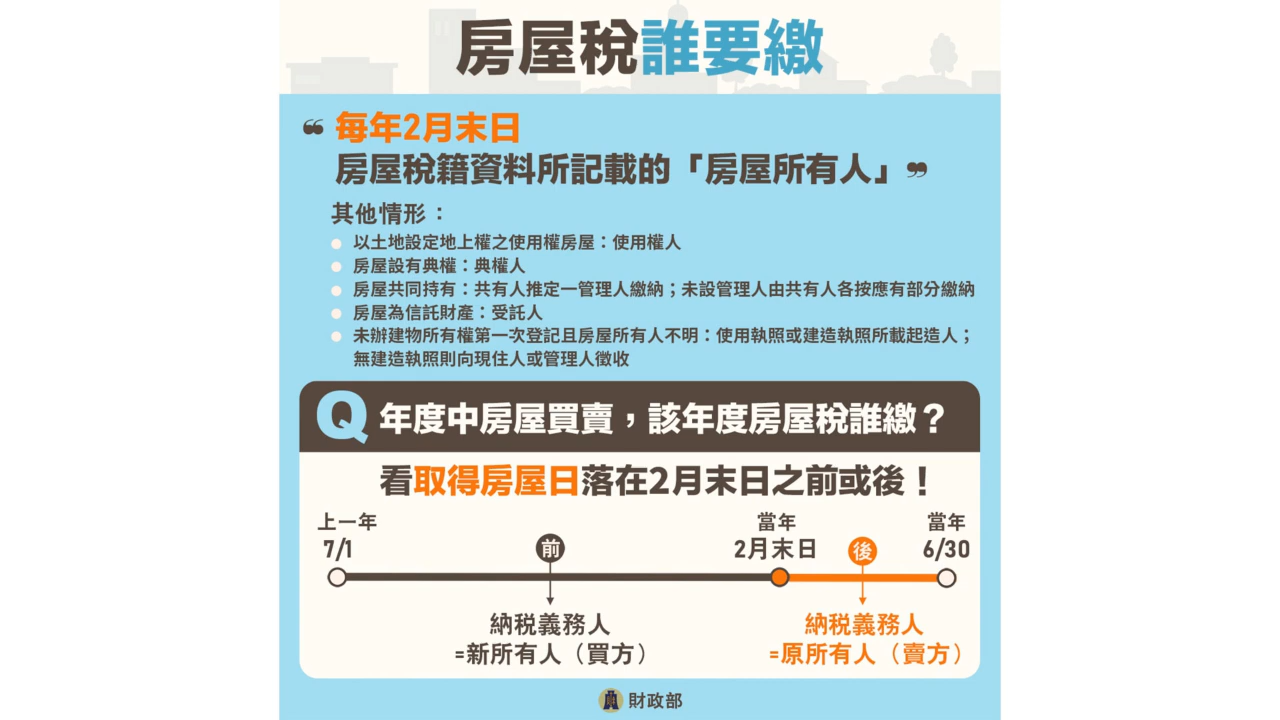 房屋稅誰要繳
❝ 每年2月末日
房屋稅籍資料所記載的「房屋所有人」❞
其他情形：
以土地設定地上權之使用權房屋：使用權人
房屋設有典權：典權人
房屋共同持有：共有人推定一管理人繳納；未設管理人由共有人各按應有部分繳納
房屋為信託財產：受託人
未辦建物所有權第一次登記且房屋所有人不明：使用執照或建造執照所載起造人；
無建造執照則向現住人或管理人徵收
Q 年度中房屋買賣，該年度房屋稅誰繳？
看取得房屋日落在2月末日之前或後！
上一年
7/1
前
當年
2月末日
後
當年
6/30
納稅義務人
=新所有人（買方）
納稅義務人
=原所有人（賣方）
財政部